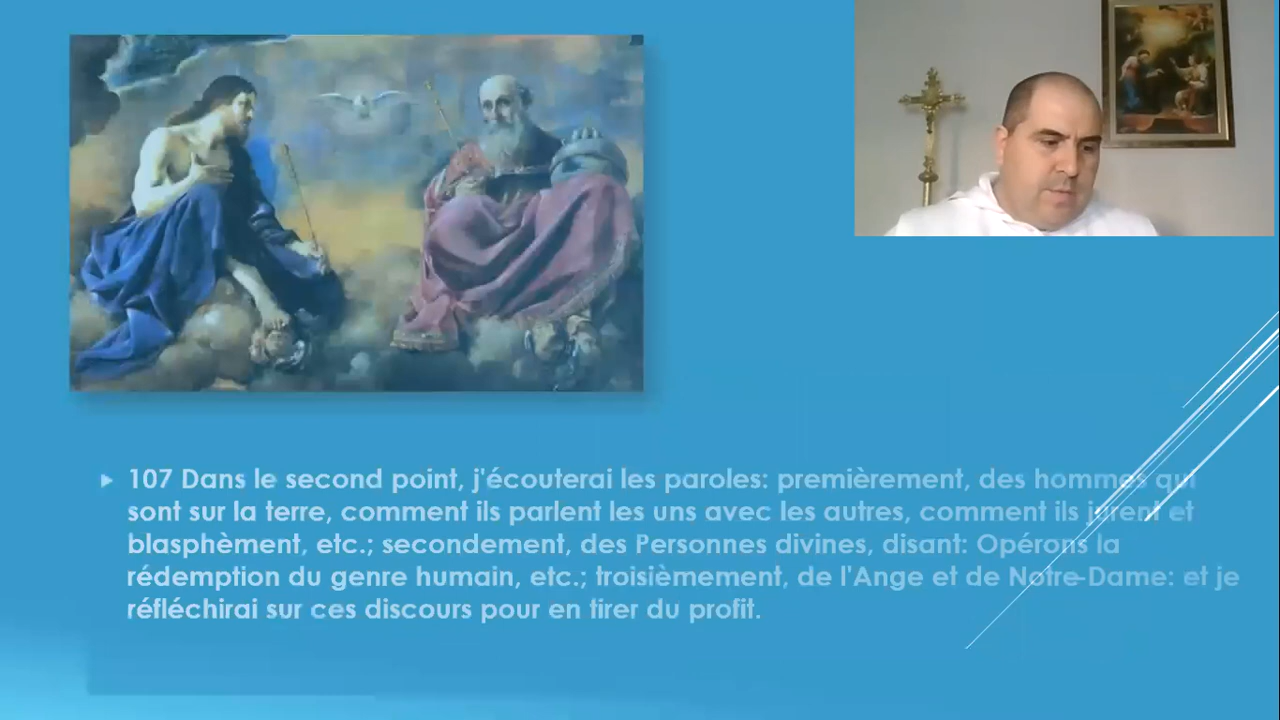 107 Dans le second point, j'écouterai les paroles: premièrement, des hommes qui
sont sur la terre, comment ils parlent les uns avec les autres, comment ils jurent et
blasphèment, etc.; secondement, des Personnes divines, disant: Opérons la
rédemption du genre humain, etc.; troisièmement, de l'Ange et de Notre-Dame: et je
réfléchirai sur ces discours pour en tirer du profit.